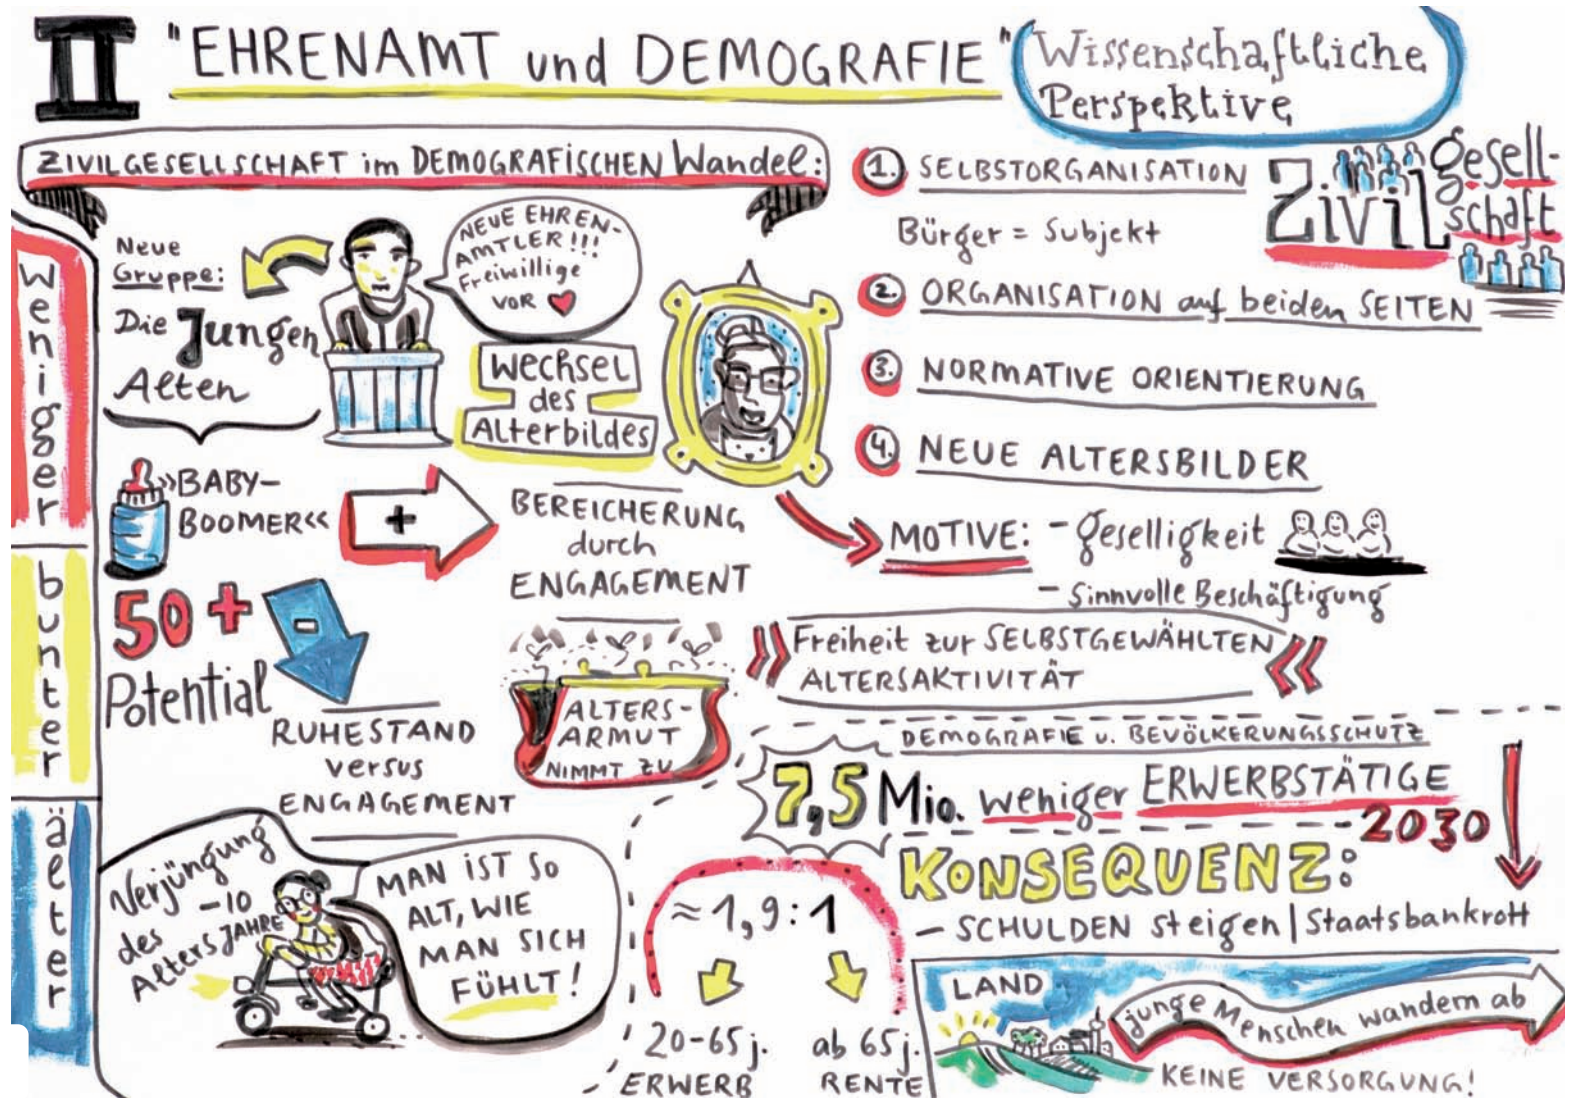 II "EHRENAMT und DEMOGRAFIE"
Wissenschaftliche
Perspektive
ZIVILGESELLSCHAFT im DEMOGRAFISCHEN Wandel:
weniger
bunter
älter
Neue
Gruppe:
Die Jungen
Alten
NEUE EHREN-
AMTLER!!!
Freiwillige
VOR ♥
Wechsel
des
Alterbildes
»BABY-
BOOMER«
+
50+
Potential
-
BEREICHERUNG
durch
ENGAGEMENT
RUHESTAND
versus
ENGAGEMENT
ALTERS-
ARMUT
NIMMT ZU
Verjüngung
-10
des
Alters JAHRE
MAN IST SO
ALT, WIE
MAN SICH
FÜHLT!
1. SELBSTORGANISATION
Bürger = Subjekt
Zivil gesell-
schaft
2. ORGANISATION auf beiden SEITEN
3. NORMATIVE ORIENTIERUNG
4. NEUE ALTERSBILDER
MOTIVE: - Geselligkeit
- Sinnvolle Beschäftigung
»Freiheit zur SELBSTGEWÄHLTEN
ALTERSAKTIVITÄT«
DEMOGRAFIE u. BEVÖLKERUNGSSCHUTZ
7,5 Mio. weniger ERWERBSTÄTIGE
2030
KONSEQUENZ:
- SCHULDEN steigen | Staatsbankrott
≈1,9:1
20-65 j.
ERWERB
ab 65 j.
RENTE
LAND
junge Menschen wandern ab
KEINE VERSORGUNG!